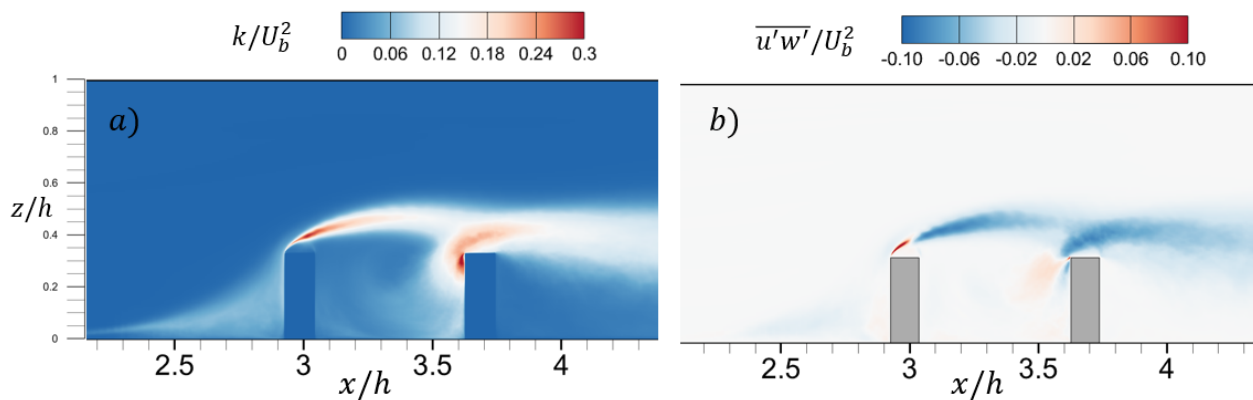 k/U_b^2
0 0.06 0.12 0.18 0.24 0.3
a)
z/h
1
0.8
0.6
0.4
0.2
0
2.5 3 3.5 4
x/h
\overline{u'w'}/U_b^2
-0.10 -0.06 -0.02 0.02 0.06 0.10
b)
2.5 3 3.5 4
x/h